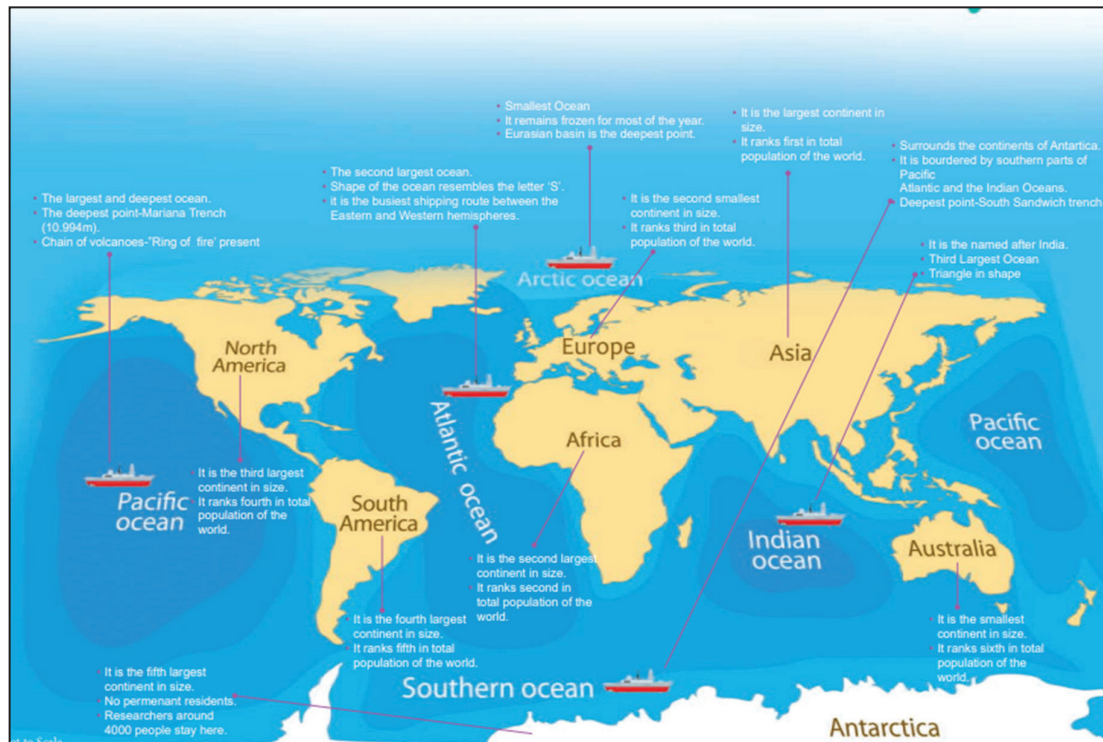 • Smallest Ocean
• It remains frozen for most of the year.
• Eurasian basin is the deepest point.
• It is the largest continent in
size.
• It ranks first in total
population of the world.
• Surrounds the continents of Antartica.
• It is bourdered by southern parts of
Pacific
Atlantic and the Indian Oceans.
• Deepest point-South Sandwich trench
• The second largest ocean.
• Shape of the ocean resembles the letter 'S'.
• it is the busiest shipping route between the
Eastern and Western hemispheres.
• The largest and deepest ocean.
• The deepest point-Mariana Trench
(10.994m).
• Chain of volcanoes-"Ring of fire' present
• It is the second smallest
continent in size.
• It ranks third in total
population of the world.
• It is the named after India.
• Third Largest Ocean
• Triangle in shape
Arctic ocean
North
America
Europe
Asia
Atlantic
ocean
Africa
Pacific
ocean
• It is the third largest
continent in size.
• It ranks fourth in total
population of the
world.
Pacific
ocean
South
America
Indian
ocean
Australia
• It is the second largest
continent in size.
• It ranks second in
total population of the
world.
• It is the fourth largest
continent in size.
• It ranks fifth in total
population of the world.
• It is the smallest
continent in size.
• It ranks sixth in total
population of the
world.
• It is the fifth largest
continent in size.
• No permenant residents.
• Researchers around
4000 people stay here.
Southern ocean
Antarctica
to Scale